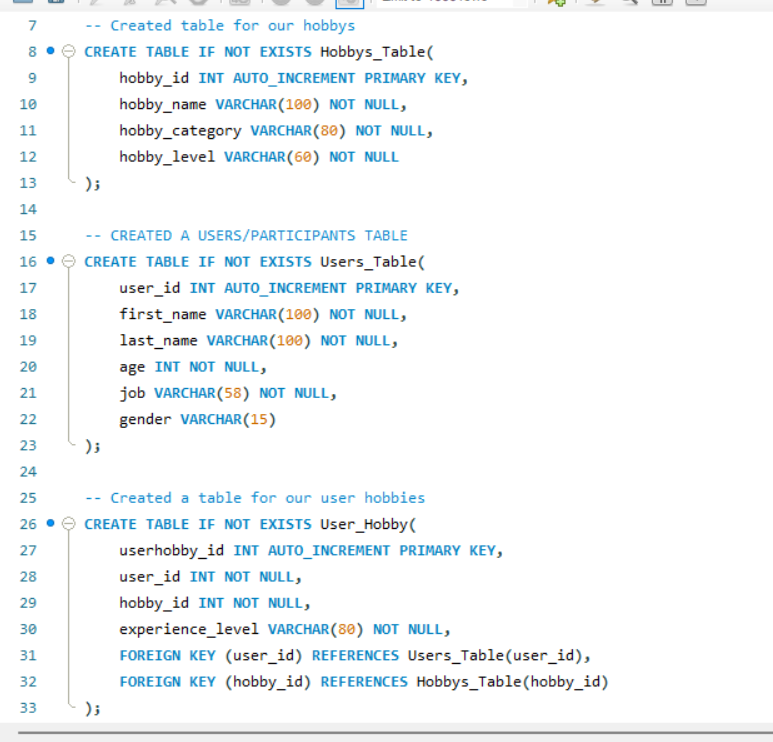 7 -- Created table for our hobbys
8 CREATE TABLE IF NOT EXISTS Hobbys_Table(
9 hobby_id INT AUTO_INCREMENT PRIMARY KEY,
10 hobby_name VARCHAR(100) NOT NULL,
11 hobby_category VARCHAR(80) NOT NULL,
12 hobby_level VARCHAR(60) NOT NULL
13 );
14
15 -- CREATED A USERS/PARTICIPANTS TABLE
16 CREATE TABLE IF NOT EXISTS Users_Table(
17 user_id INT AUTO_INCREMENT PRIMARY KEY,
18 first_name VARCHAR(100) NOT NULL,
19 last_name VARCHAR(100) NOT NULL,
20 age INT NOT NULL,
21 job VARCHAR(58) NOT NULL,
22 gender VARCHAR(15)
23 );
24
25 -- Created a table for our user hobbies
26 CREATE TABLE IF NOT EXISTS User_Hobby(
27 userhobby_id INT AUTO_INCREMENT PRIMARY KEY,
28 user_id INT NOT NULL,
29 hobby_id INT NOT NULL,
30 experience_level VARCHAR(80) NOT NULL,
31 FOREIGN KEY (user_id) REFERENCES Users_Table(user_id),
32 FOREIGN KEY (hobby_id) REFERENCES Hobbys_Table(hobby_id)
33 );